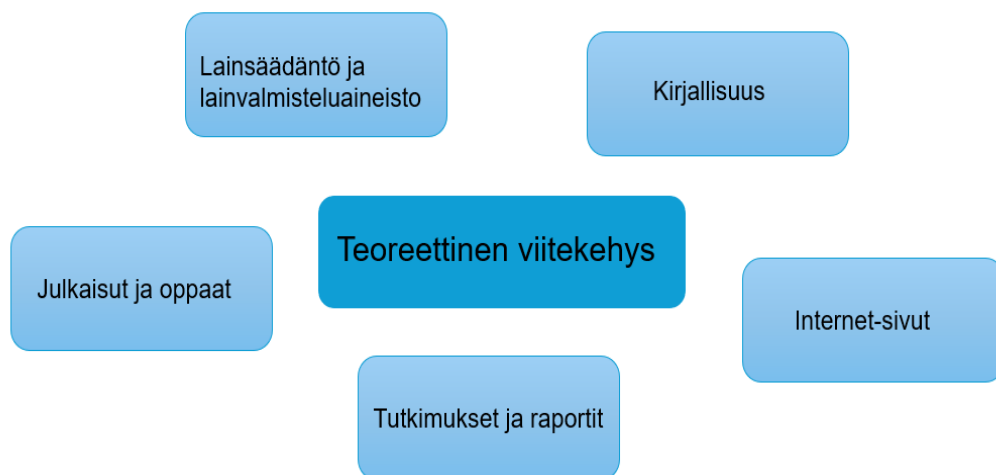 Lainsäädäntö ja
lainvalmisteluaineisto
Kirjallisuus
Teoreettinen viitekehys
Julkaisut ja oppaat
Internet-sivut
Tutkimukset ja raportit